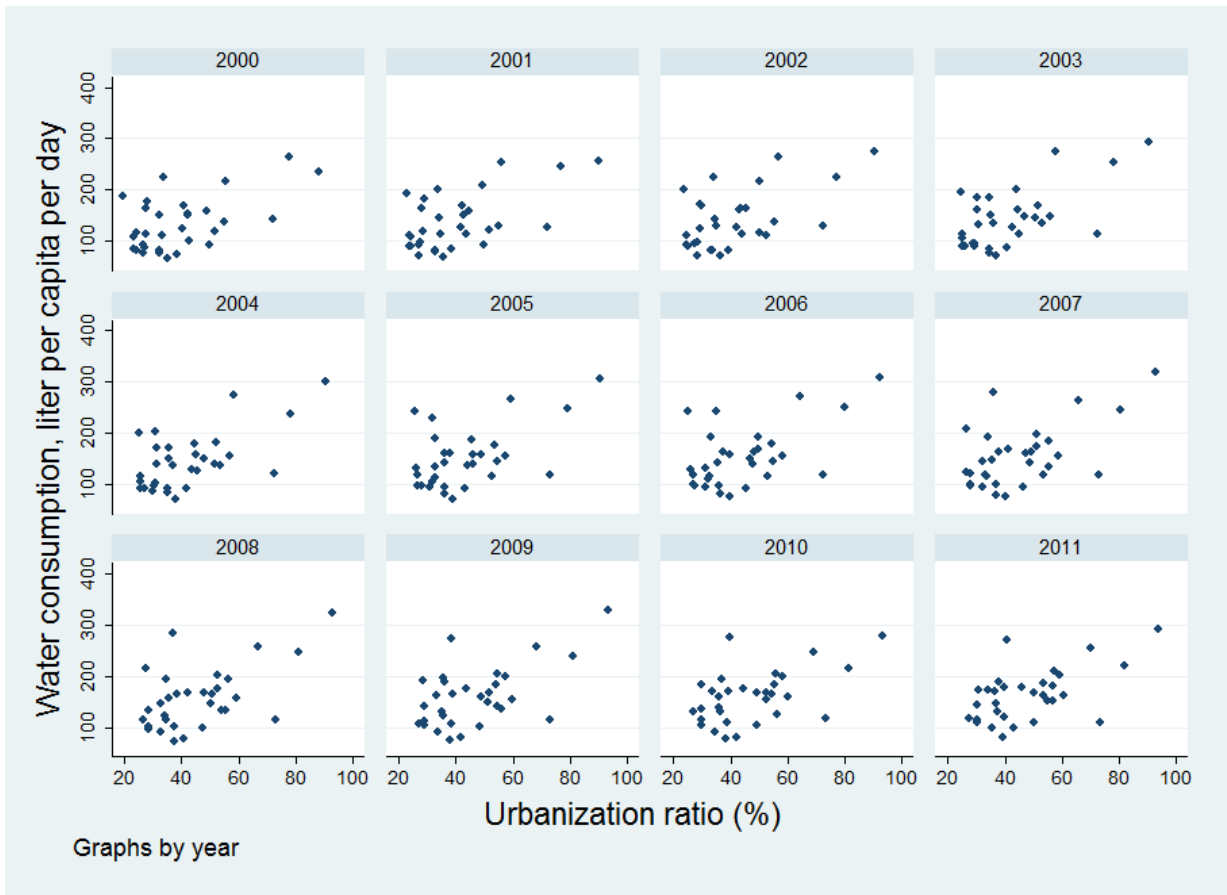 Water consumption, liter per capita per day
2000 2001 2002 2003
400
300
200
100
2004 2005 2006 2007
400
300
200
100
2008 2009 2010 2011
400
300
200
100
20 40 60 80 100 20 40 60 80 100 20 40 60 80 100 20 40 60 80 100
Urbanization ratio (%)
Graphs by year